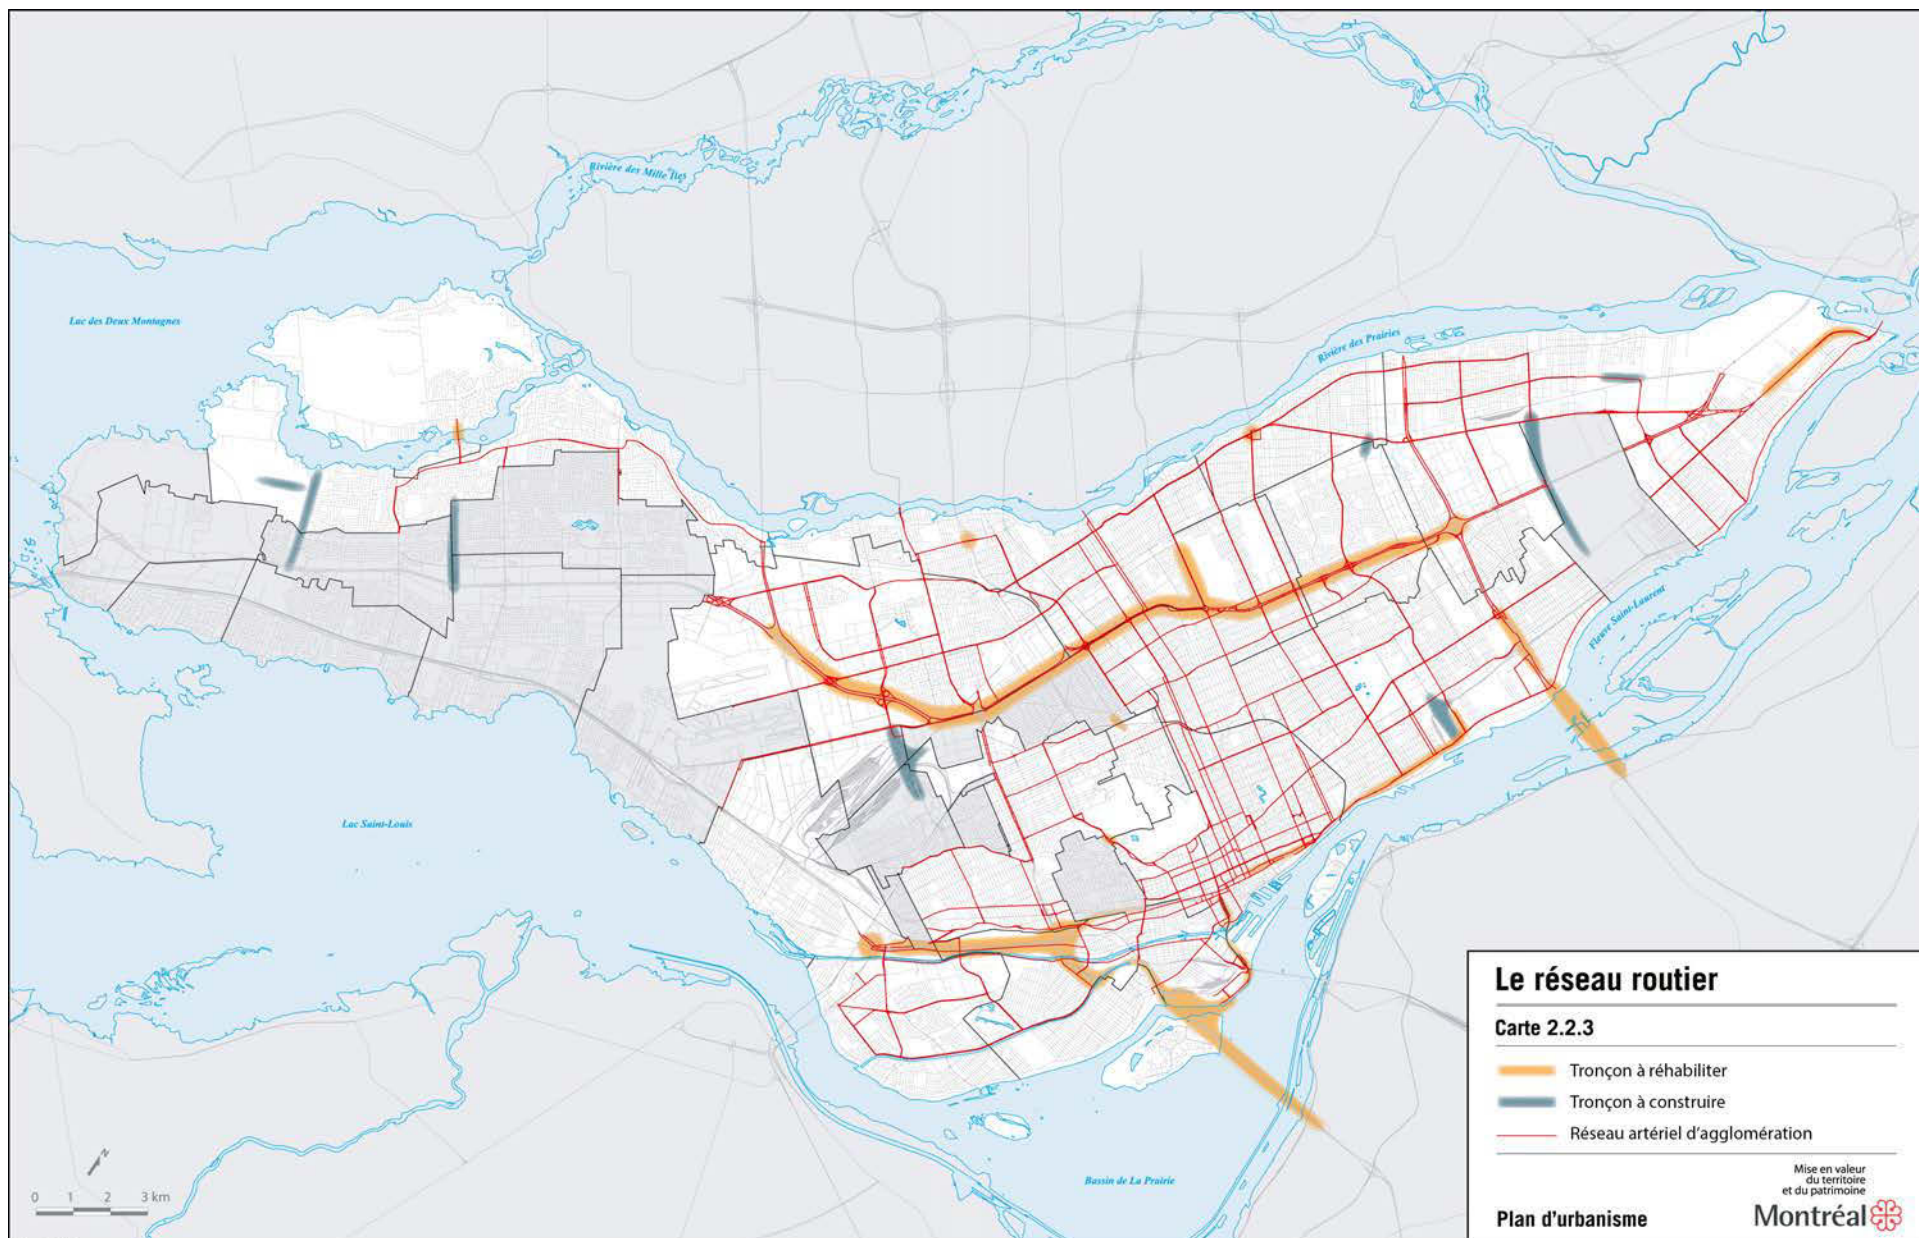 Rivière des Mille Îles
Lac des Deux Montagnes
Rivière des Prairies
Fleuve Saint-Laurent
Lac Saint-Louis
Bassin de La Prairie
N
0 1 2 3 km
Le réseau routier
Carte 2.2.3
Tronçon à réhabiliter
Tronçon à construire
Réseau artériel d'agglomération
Mise en valeur
du territoire
et du patrimoine
Plan d'urbanisme
Montréal